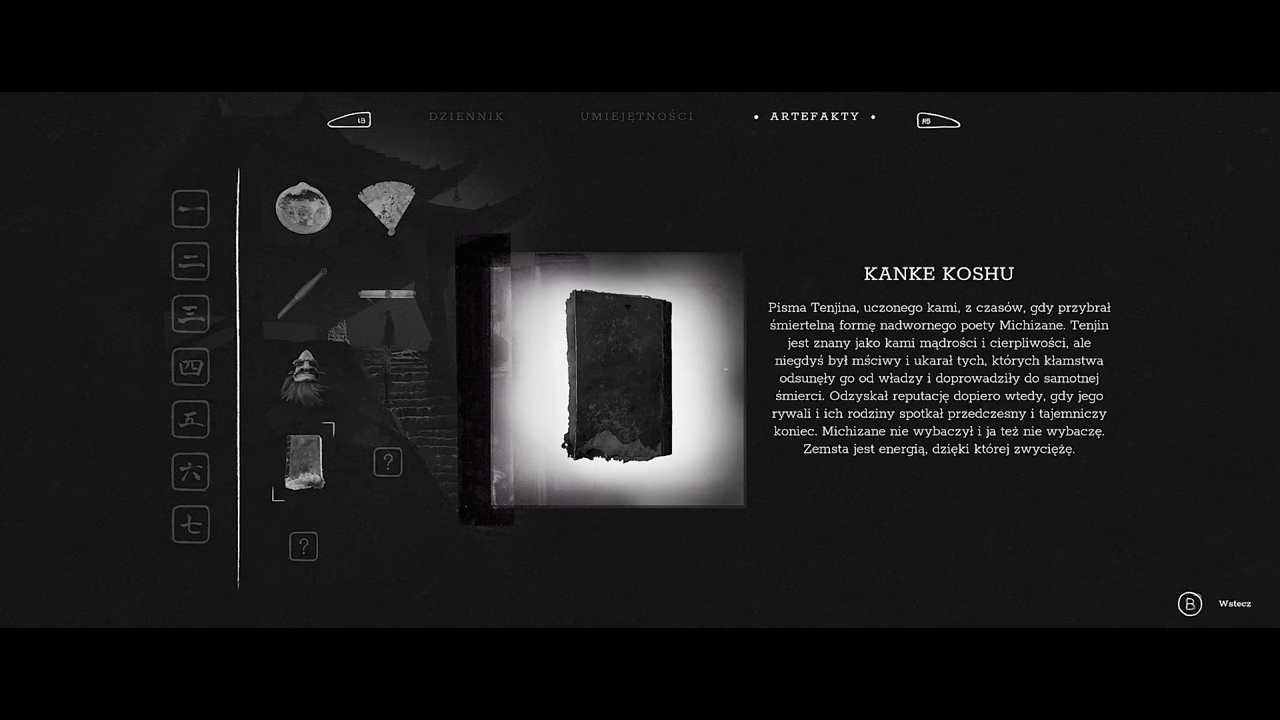 LB
DZIENNIK
UMIEJĘTNOŚCI
• ARTEFAKTY •
RB
一
二
三
四
五
六
七
?
?
KANKE KOSHU
Pisma Tenjina, uczonego kami, z czasów, gdy przybrał
śmiertelną formę nadwornego poety Michizane. Tenjin
jest znany jako kami mądrości i cierpliwości, ale
niegdyś był mściwy i ukarał tych, których kłamstwa
odsunęły go od władzy i doprowadziły do samotnej
śmierci. Odzyskał reputację dopiero wtedy, gdy jego
rywali i ich rodziny spotkał przedczesny i tajemniczy
koniec. Michizane nie wybaczył i ja też nie wybaczę.
Zemsta jest energią, dzięki której zwyciężę.
B Wstecz